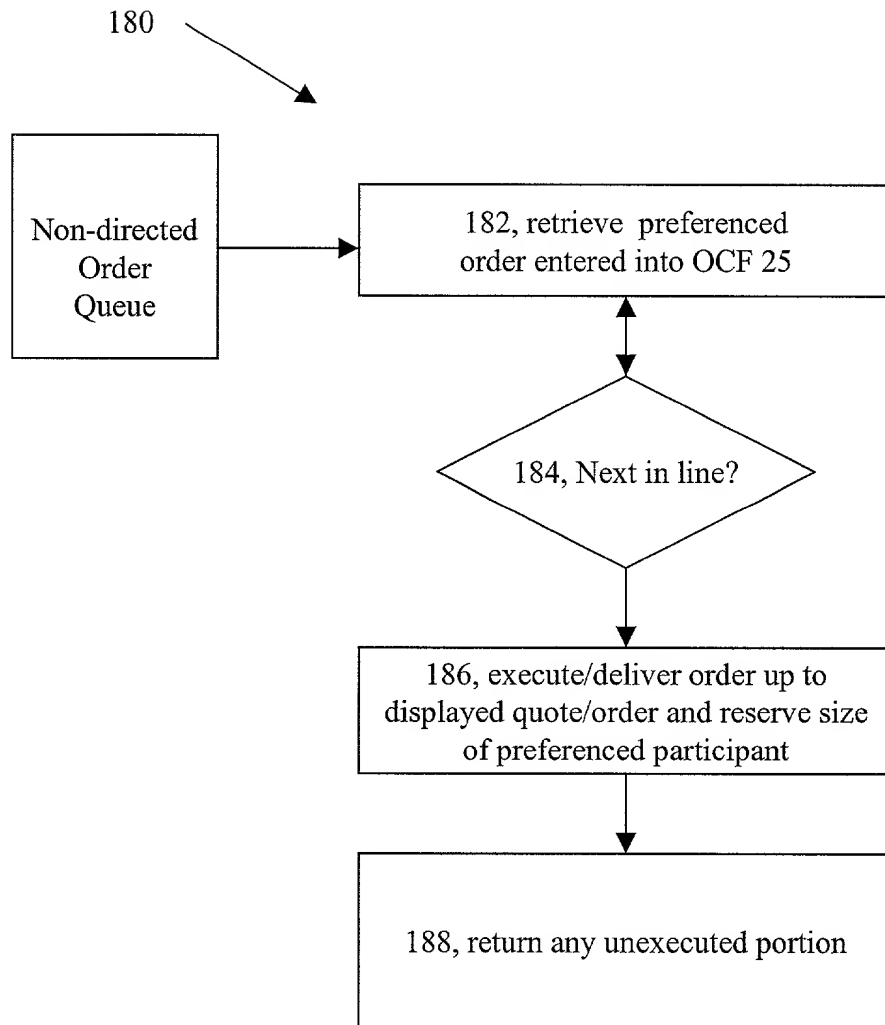 180
Non-directed
Order
Queue
182, retrieve preferenced
order entered into OCF 25
184, Next in line?
186, execute/deliver order up to
displayed quote/order and reserve size
of preferenced participant
188, return any unexecuted portion